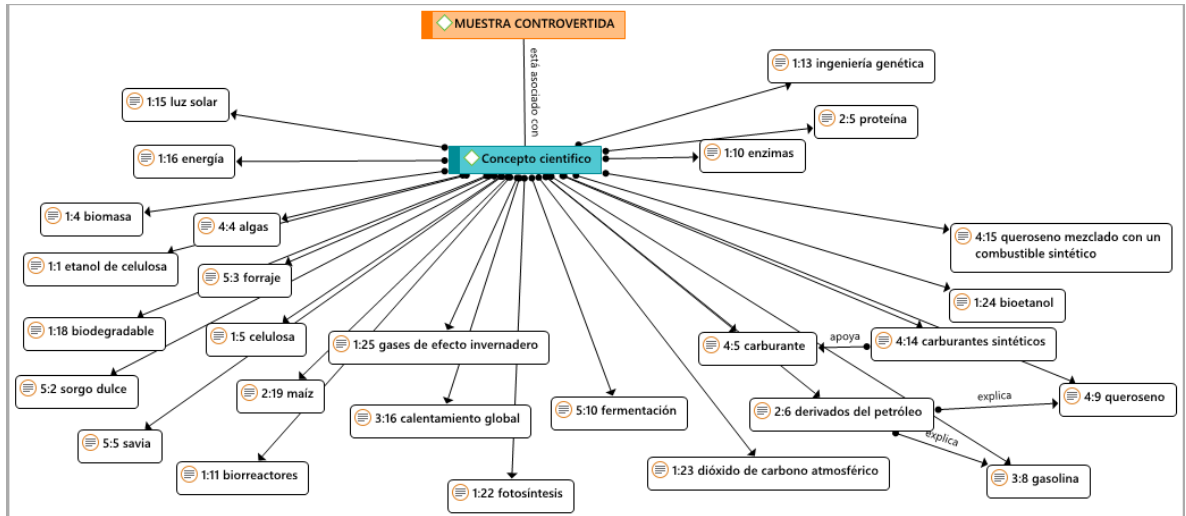 MUESTRA CONTROVERTIDA
está asociado con
1:13 ingeniería genética
1:15 luz solar
2:5 proteína
1:16 energía
Concepto cientifico
1:10 enzimas
1:4 biomasa
4:4 algas
4:15 queroseno mezclado con un
combustible sintético
1:1 etanol de celulosa
5:3 forraje
1:24 bioetanol
1:18 biodegradable
1:5 celulosa
1:25 gases de efecto invernadero
4:5 carburante
apoya
4:14 carburantes sintéticos
5:2 sorgo dulce
2:19 maíz
3:16 calentamiento global
5:10 fermentación
2:6 derivados del petróleo
explica
4:9 queroseno
5:5 savia
explica
1:11 biorreactores
1:22 fotosíntesis
1:23 dióxido de carbono atmosférico
3:8 gasolina